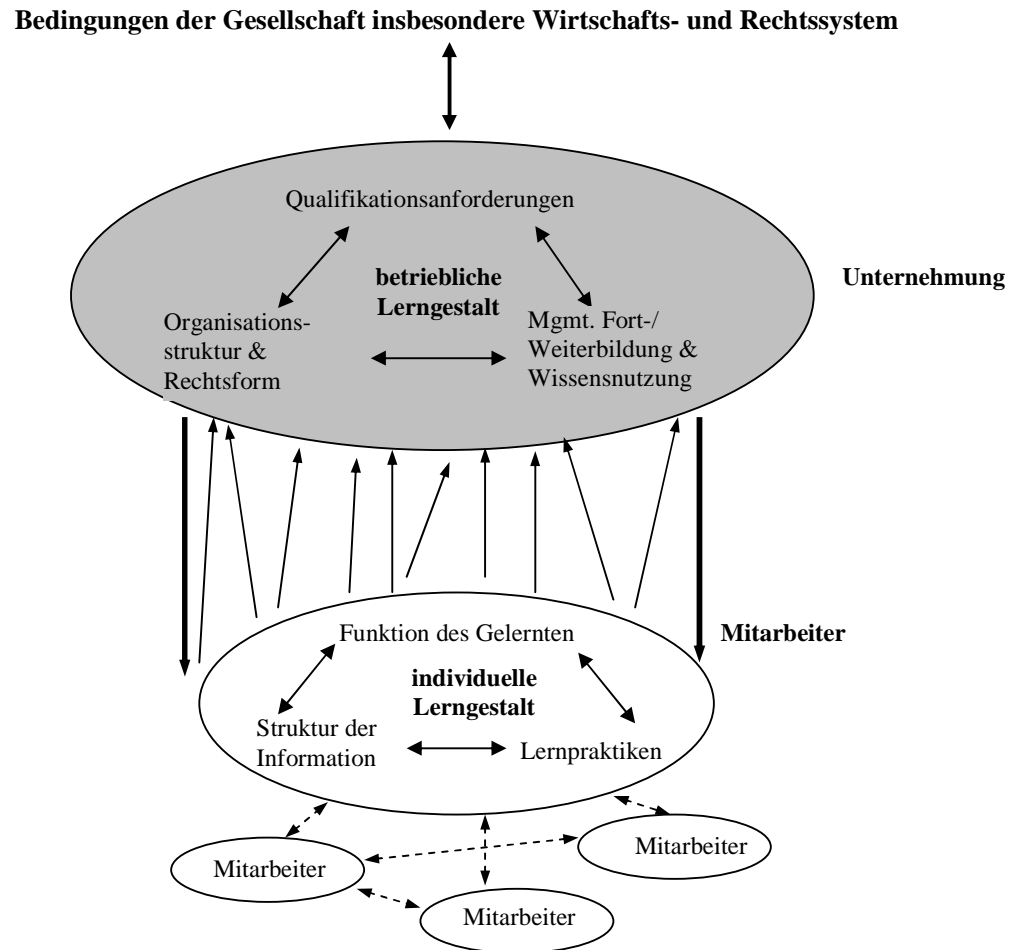 Bedingungen der Gesellschaft insbesondere Wirtschafts- und Rechtssystem
Qualifikationsanforderungen
betriebliche
Lerngestalt
Unternehmung
Organisations-
struktur &
Rechtsform
Mgmt. Fort-/
Weiterbildung &
Wissensnutzung
Funktion des Gelernten
Mitarbeiter
individuelle
Lerngestalt
Struktur der
Information
Lernpraktiken
Mitarbeiter
Mitarbeiter
Mitarbeiter